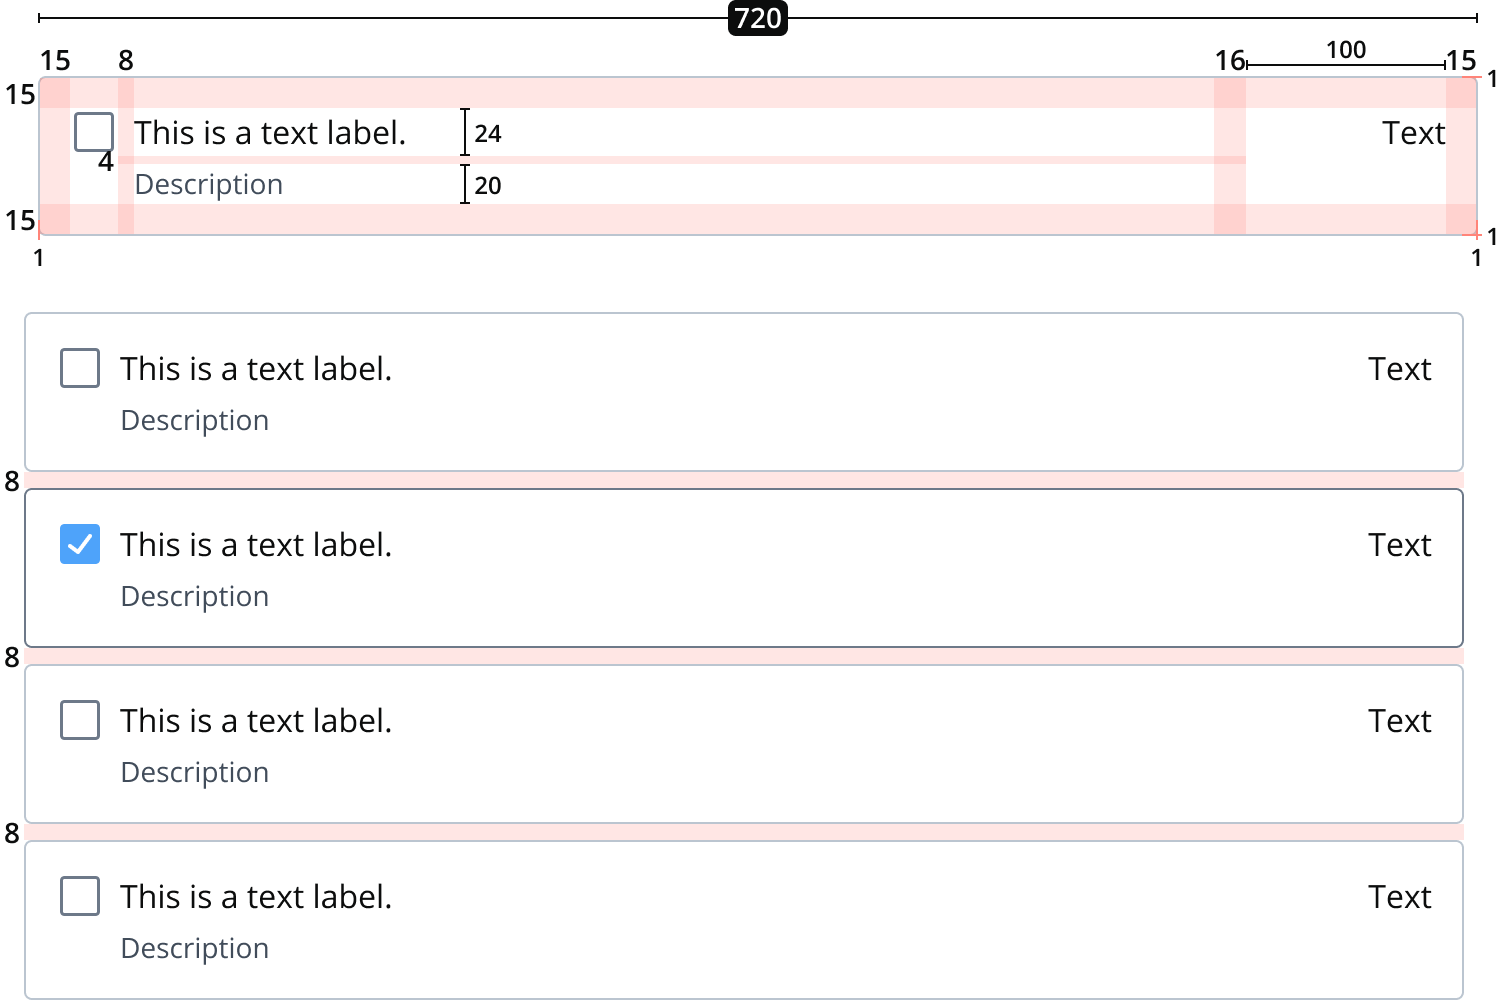 720
15 8 16 100 15
15 1
This is a text label. 24 Text
4
Description 20
15 1
1 1
This is a text label. Text
Description
8
This is a text label. Text
Description
8
This is a text label. Text
Description
8
This is a text label. Text
Description